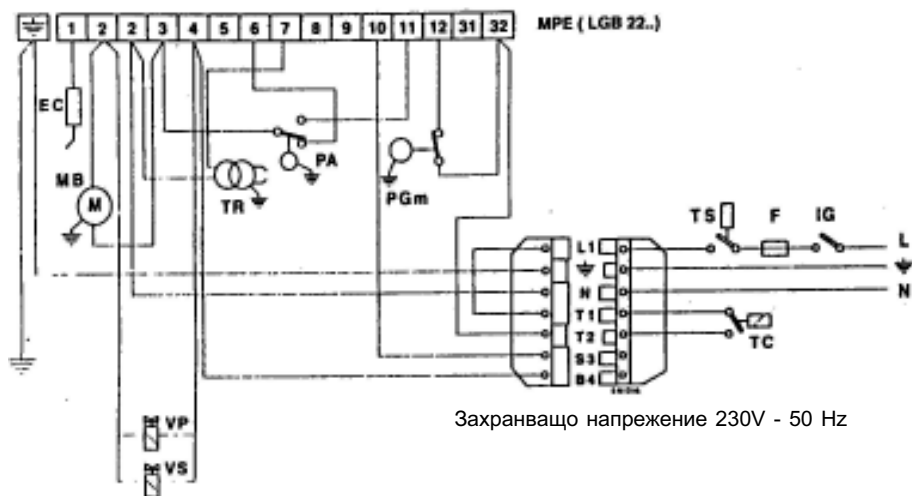 1 2 2 3 4 5 6 7 8 9 10 11 12 31 32 MPE ( LGB 22..)
EC
MB
M
TR
PA
PGm
TS F IG
L1 L
N N
T1
T2 TC
S3
B4
Захранващо напрежение 230V - 50 Hz
VP
VS